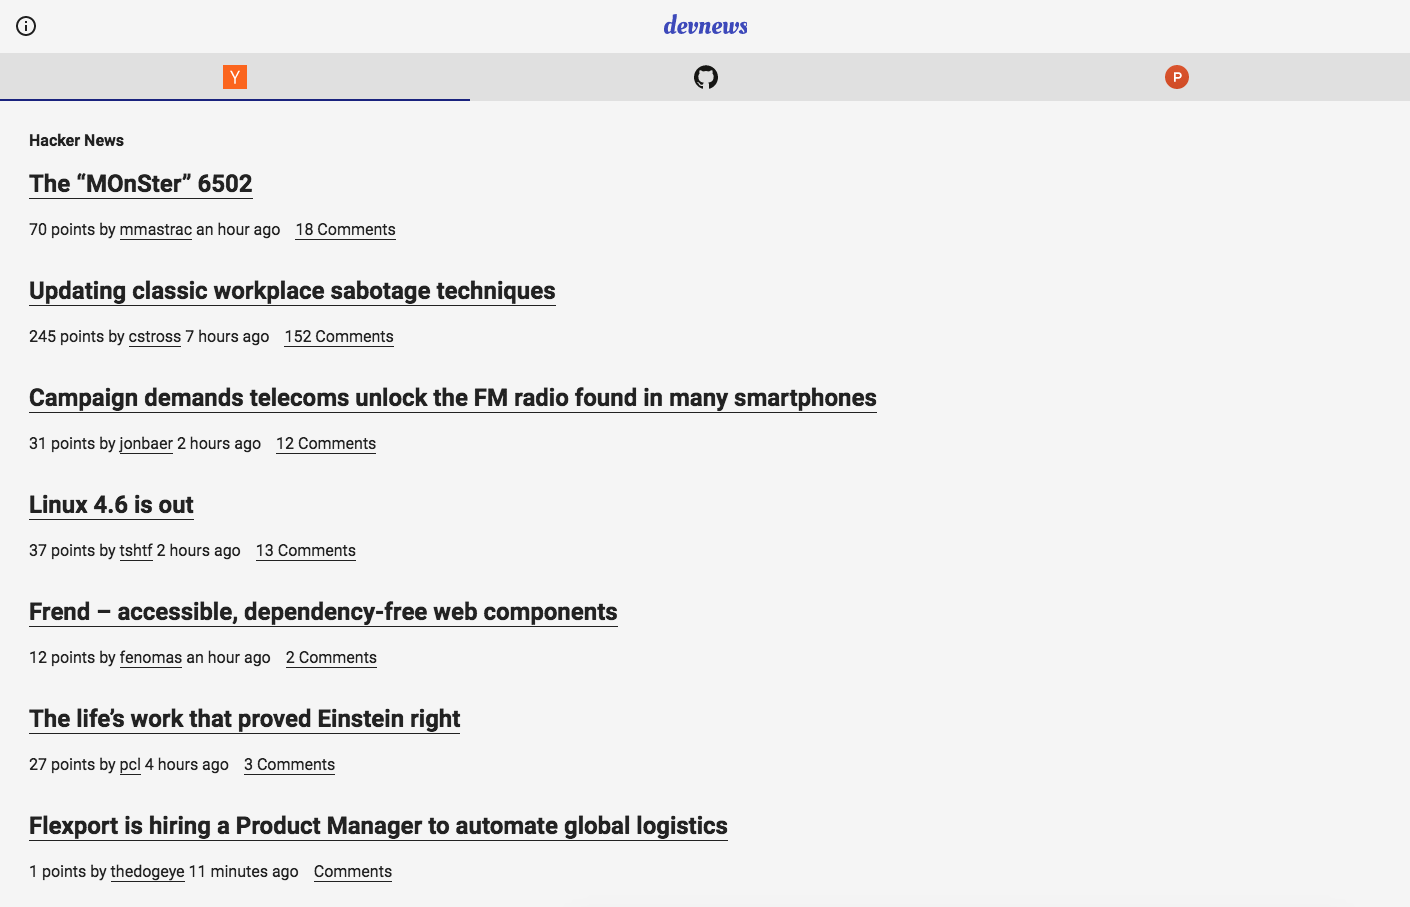 devnews
Y
P
Hacker News
The “MOnSter” 6502
70 points by mmastrac an hour ago 18 Comments
Updating classic workplace sabotage techniques
245 points by cstross 7 hours ago 152 Comments
Campaign demands telecoms unlock the FM radio found in many smartphones
31 points by jonbaer 2 hours ago 12 Comments
Linux 4.6 is out
37 points by tshtf 2 hours ago 13 Comments
Frend – accessible, dependency-free web components
12 points by fenomas an hour ago 2 Comments
The life’s work that proved Einstein right
27 points by pcl 4 hours ago 3 Comments
Flexport is hiring a Product Manager to automate global logistics
1 points by thedogeye 11 minutes ago Comments